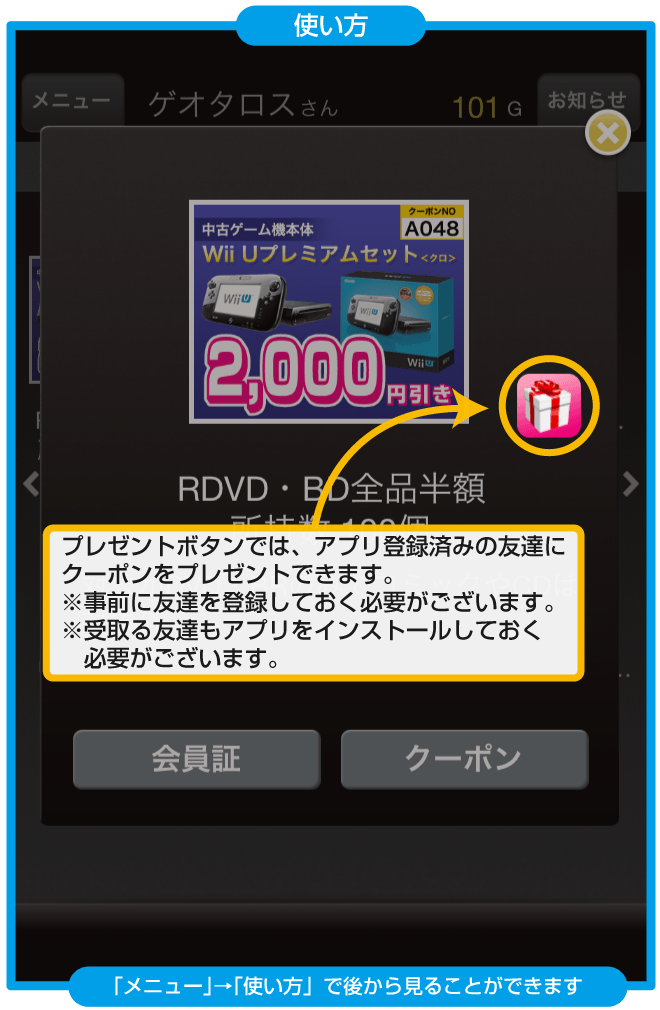 使い方
メニュー
ゲオタロスさん
101 G
お知らせ
クーポンNO
A048
中古ゲーム機本体
Wii Uプレミアムセット<クロ>
Wii U
Wii U
Wii U
2,000円引き
RDVD・BD全品半額
プレゼントボタンでは、アプリ登録済みの友達に
クーポンをプレゼントできます。
※事前に友達を登録しておく必要がございます。
※受取る友達もアプリをインストールしておく
必要がございます。
会員証
クーポン
「メニュー」→「使い方」で後から見ることができます